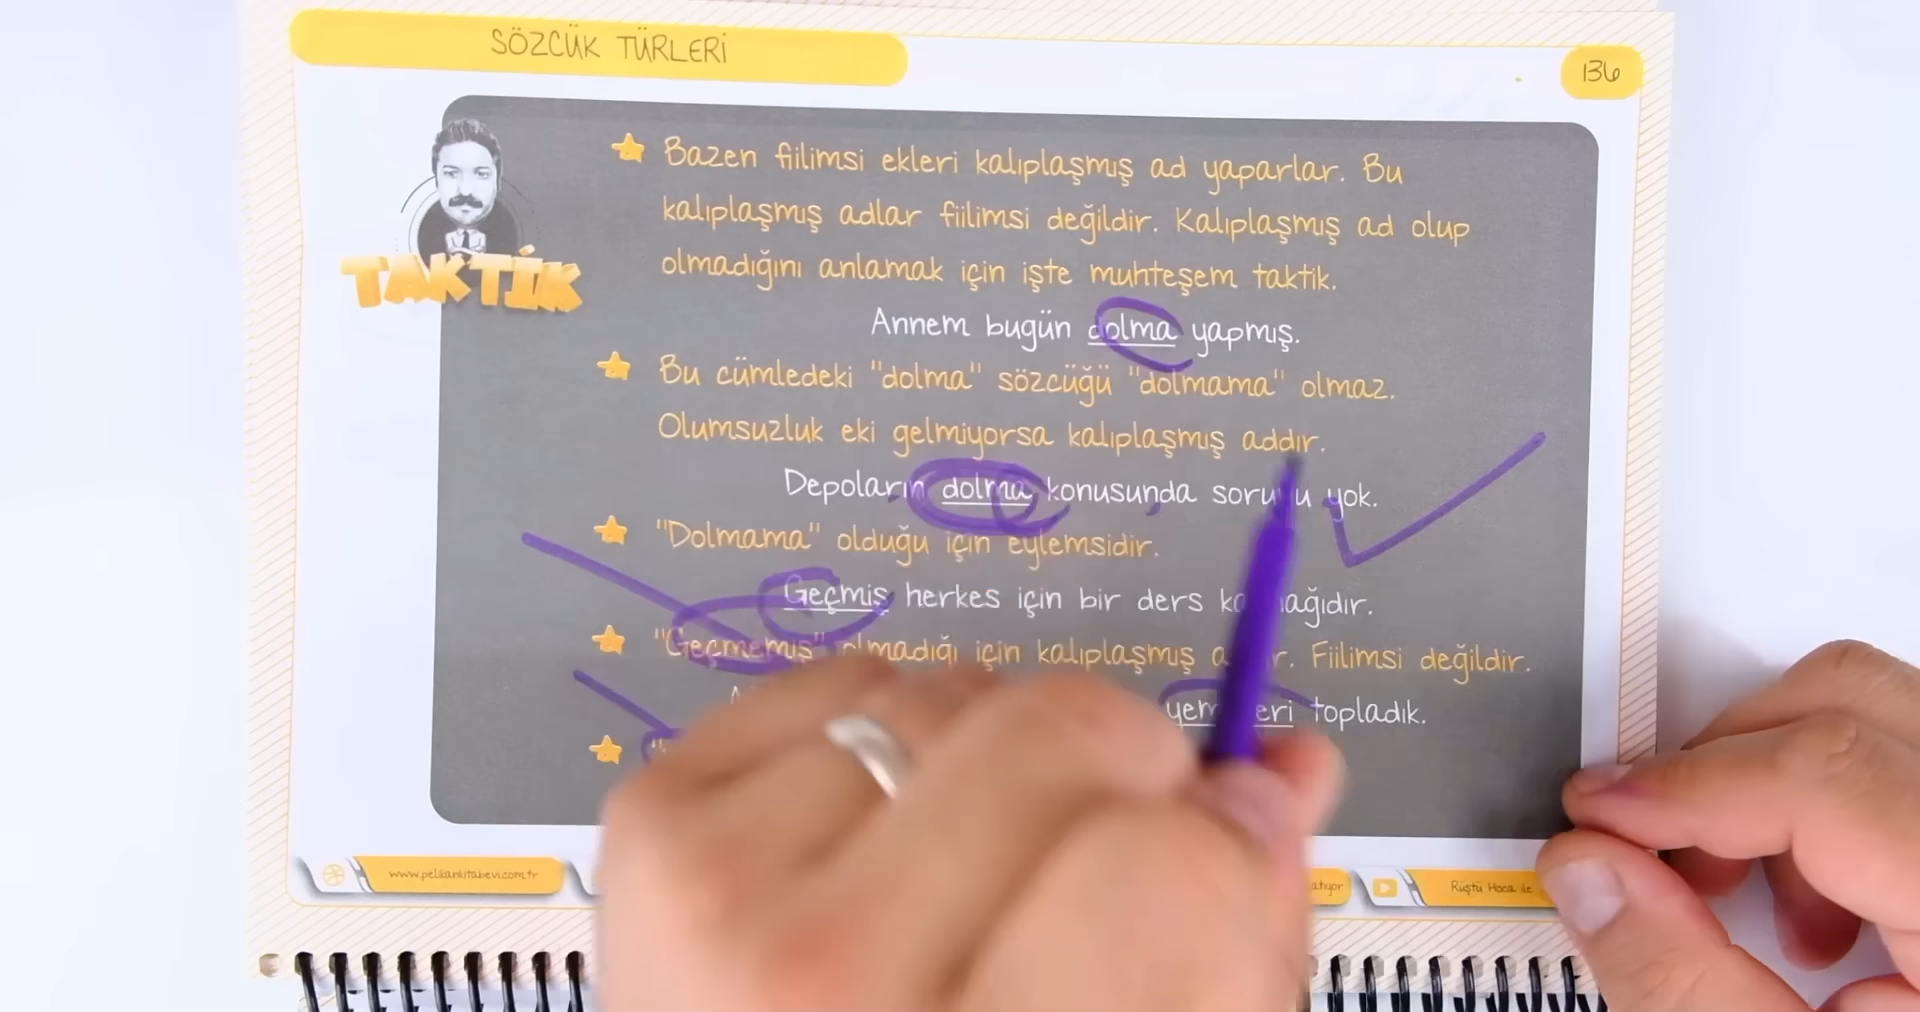 SÖZCÜK TÜRLERİ
136
TAKTİK
Bazen fiilimsi ekleri kalıplaşmış ad yaparlar. Bu
kalıplaşmış adlar fiilimsi değildir. Kalıplaşmış ad olup
olmadığını anlamak için işte muhteşem taktik.
Annem bugün dolma yapmış.
Bu cümledeki "dolma" sözcüğü "dolmama" olmaz.
Olumsuzluk eki gelmiyorsa kalıplaşmış addır.
Depoların dolma konusunda sorunu yok.
"Dolmama" olduğu için eylemsidir.
Geçmiş herkes için bir ders
"Geçmemiş" olmadığı için kalıplaşmış Fiilimsi değildir.
topladık.
www.pelikankitabevi.com.tr
Rüştü Hoca ile